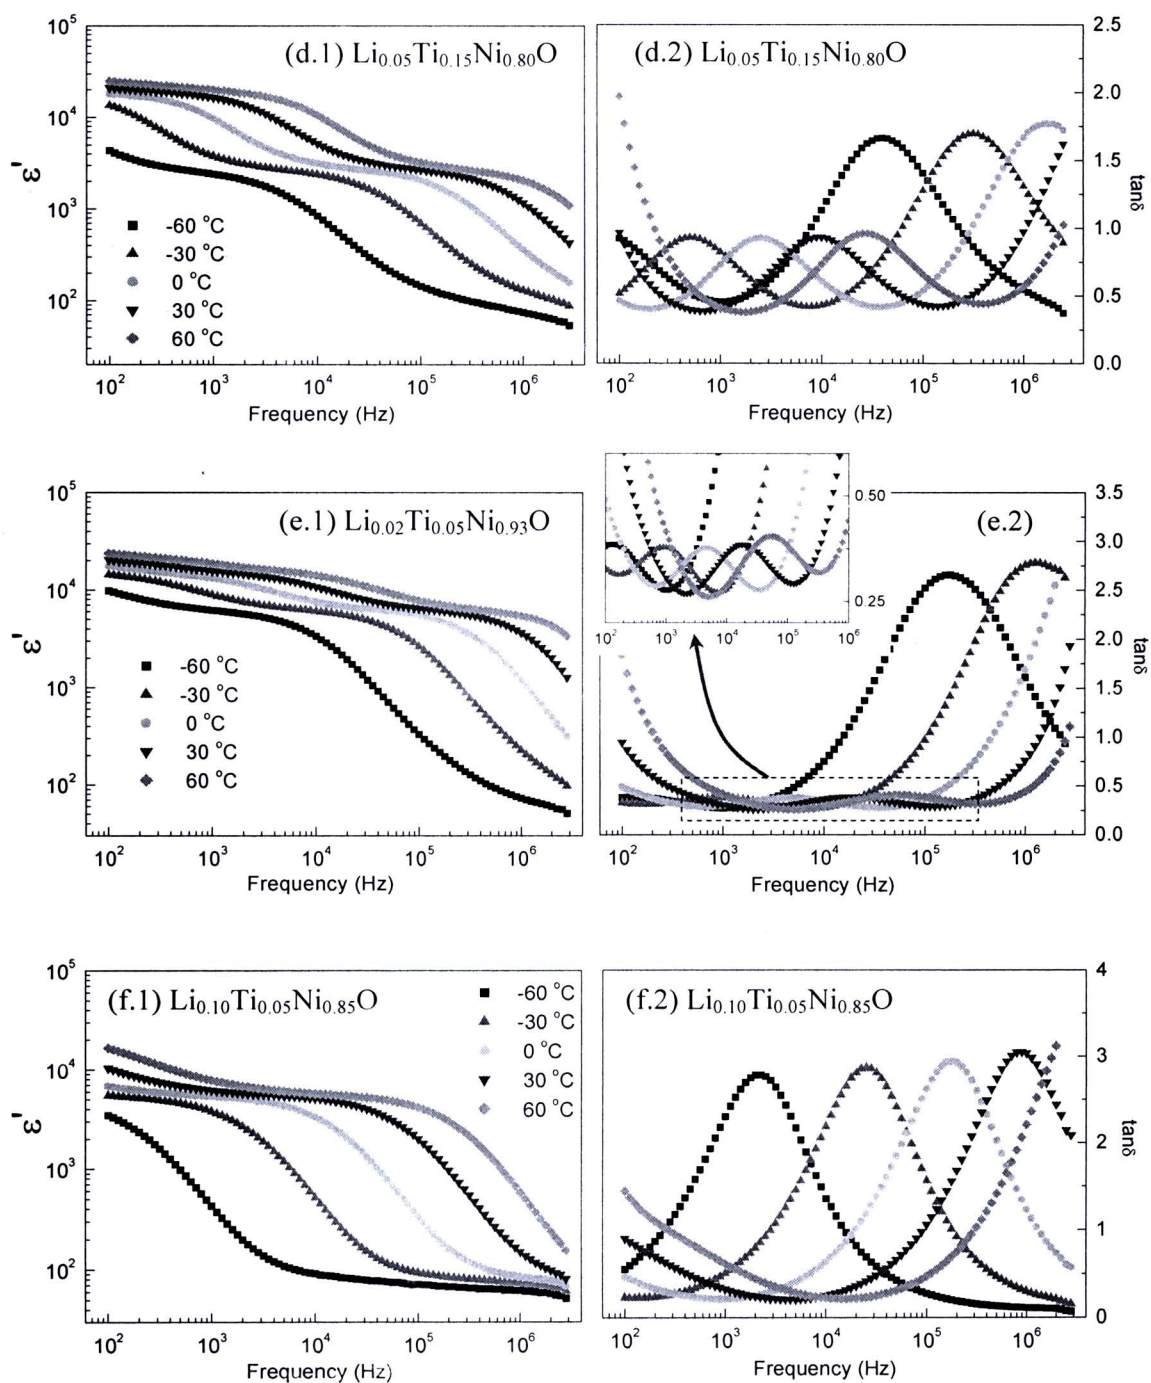 (d.1) Li0.05Ti0.15Ni0.80O
10^5
10^4
10^3
10^2
ε'
-60 °C
-30 °C
0 °C
30 °C
60 °C
10^2 10^3 10^4 10^5 10^6
Frequency (Hz)
(d.2) Li0.05Ti0.15Ni0.80O
2.5
2.0
1.5
1.0
0.5
0.0
tanδ
10^2 10^3 10^4 10^5 10^6
Frequency (Hz)
(e.1) Li0.02Ti0.05Ni0.93O
10^5
10^4
10^3
10^2
ε'
-60 °C
-30 °C
0 °C
30 °C
60 °C
10^2 10^3 10^4 10^5 10^6
Frequency (Hz)
(e.2)
0.50
0.25
10^2 10^3 10^4 10^5 10^6
3.5
3.0
2.5
2.0
1.5
1.0
0.5
0.0
tanδ
10^2 10^3 10^4 10^5 10^6
Frequency (Hz)
(f.1) Li0.10Ti0.05Ni0.85O
10^5
10^4
10^3
10^2
ε'
-60 °C
-30 °C
0 °C
30 °C
60 °C
10^2 10^3 10^4 10^5 10^6
Frequency (Hz)
(f.2) Li0.10Ti0.05Ni0.85O
4
3
2
1
0
tanδ
10^2 10^3 10^4 10^5 10^6
Frequency (Hz)